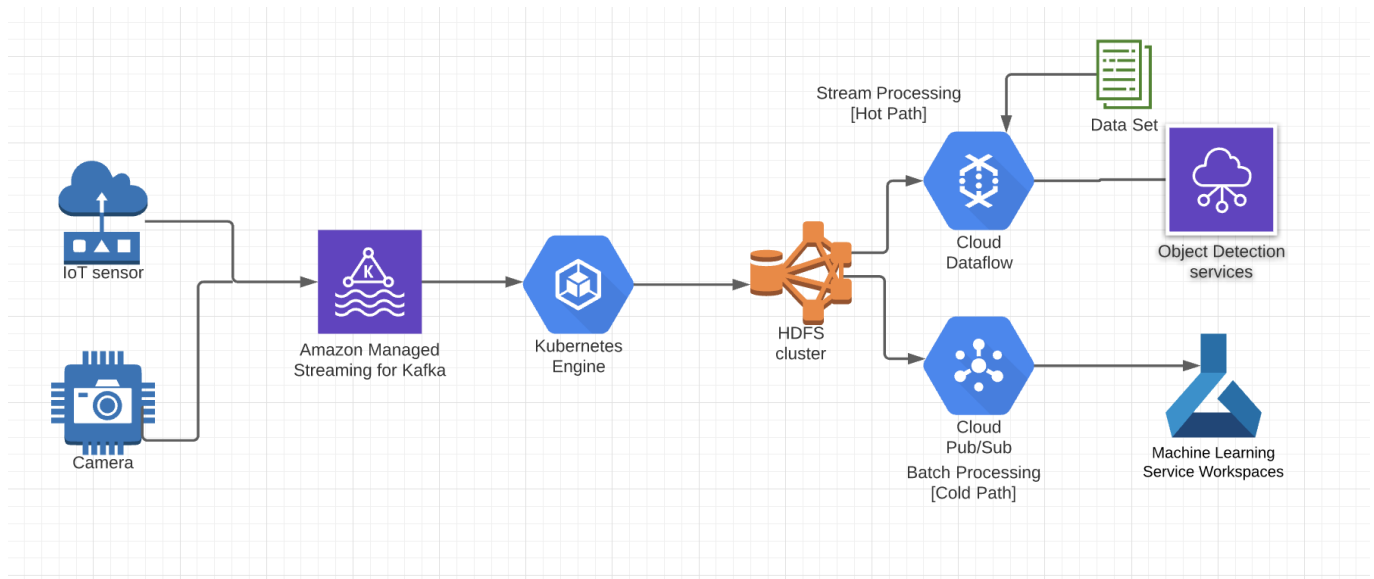 Stream Processing
[Hot Path]
Data Set
IoT sensor
K
Amazon Managed
Streaming for Kafka
Kubernetes
Engine
HDFS
cluster
Cloud
Dataflow
Object Detection
services
Camera
Cloud
Pub/Sub
Batch Processing
[Cold Path]
Machine Learning
Service Workspaces